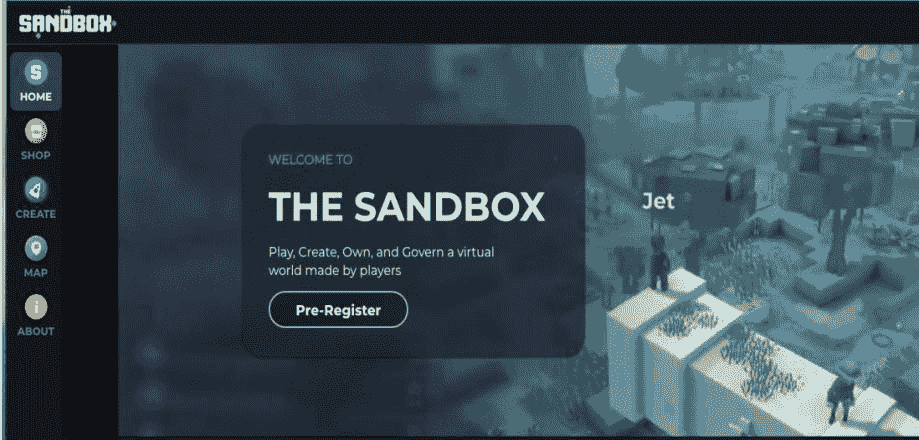 THE
SANDBOX
HOME
SHOP
CREATE
MAP
ABOUT
WELCOME TO
THE SANDBOX
Play, Create, Own, and Govern a virtual
world made by players
Pre-Register
Jet